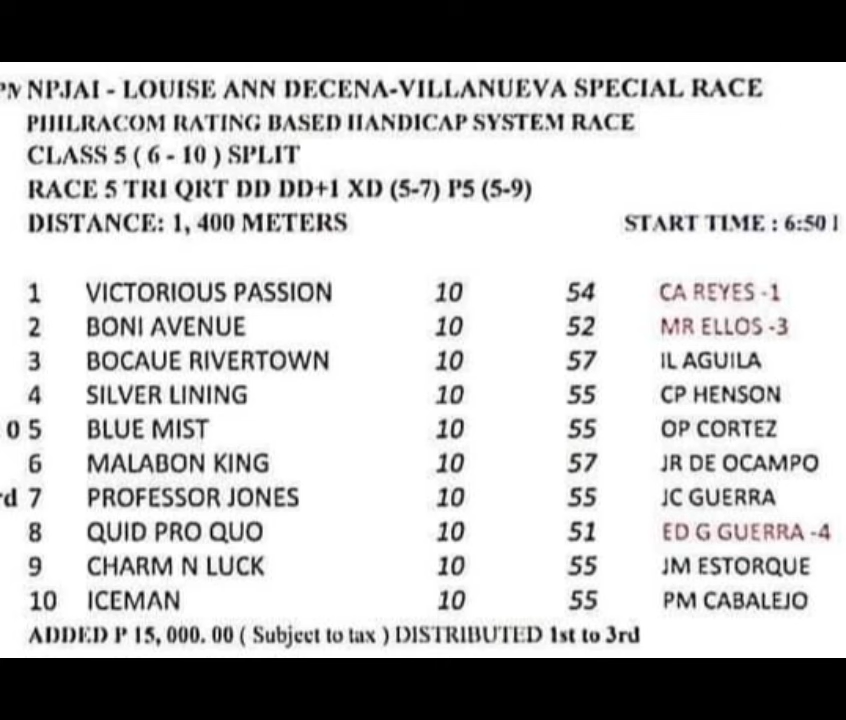 NPJAI - LOUISE ANN DECENA-VILLANUEVA SPECIAL RACE
PHILRACOM RATING BASED HANDICAP SYSTEM RACE
CLASS 5 ( 6 - 10 ) SPLIT
RACE 5 TRI QRT DD DD+1 XD (5-7) P5 (5-9)
DISTANCE: 1, 400 METERS START TIME : 6:50
1 VICTORIOUS PASSION 10 54 CA REYES -1
2 BONI AVENUE 10 52 MR ELLOS -3
3 BOCAUE RIVERTOWN 10 57 IL AGUILA
4 SILVER LINING 10 55 CP HENSON
0 5 BLUE MIST 10 55 OP CORTEZ
6 MALABON KING 10 57 JR DE OCAMPO
rd 7 PROFESSOR JONES 10 55 JC GUERRA
8 QUID PRO QUO 10 51 ED G GUERRA -4
9 CHARM N LUCK 10 55 JM ESTORQUE
10 ICEMAN 10 55 PM CABALEJO
ADDED P 15, 000. 00 ( Subject to tax ) DISTRIBUTED 1st to 3rd